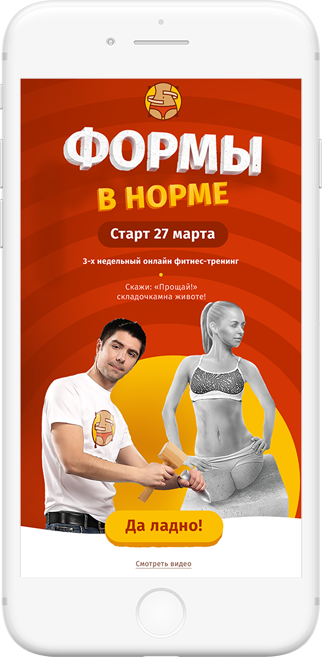 ФОРМЫ
В НОРМЕ
Старт 27 марта
3-х недельный онлайн фитнес-тренинг
Скажи: «Прощай!»
складочкамна животе!
Да ладно!
Смотреть видео